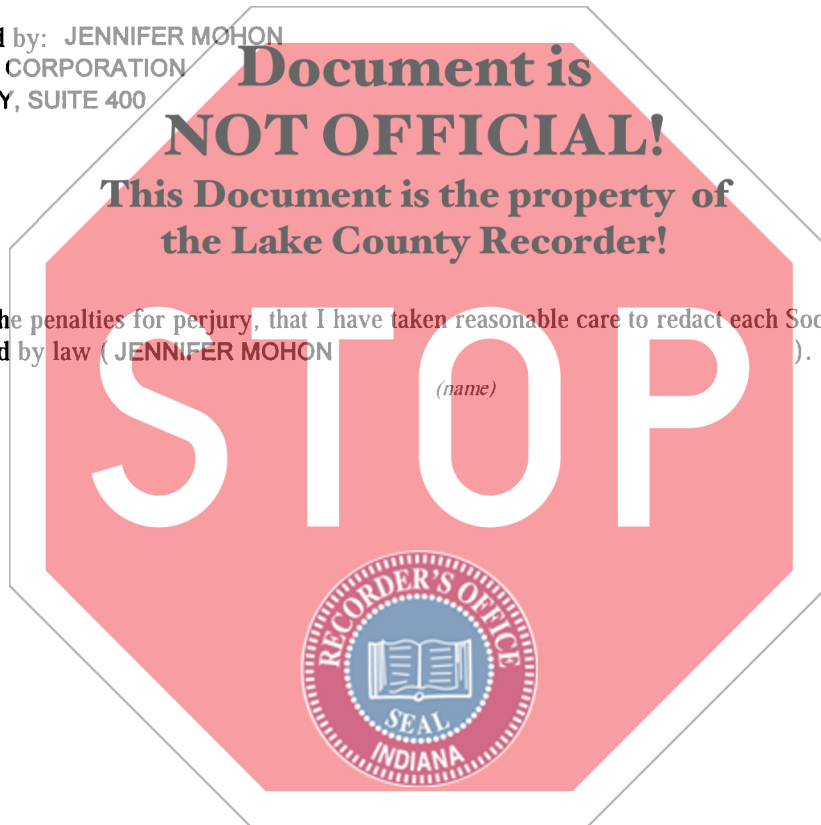 d by: JENNIFER MOHON
CORPORATION
Y, SUITE 400
Document is
NOT OFFICIAL!
This Document is the property of
the Lake County Recorder!
he penalties for perjury, that I have taken reasonable care to redact each Soc
d by law ( JENNIFER MOHON ).
(name)
STOP
RECORDER'S OFFICE
SEAL
INDIANA